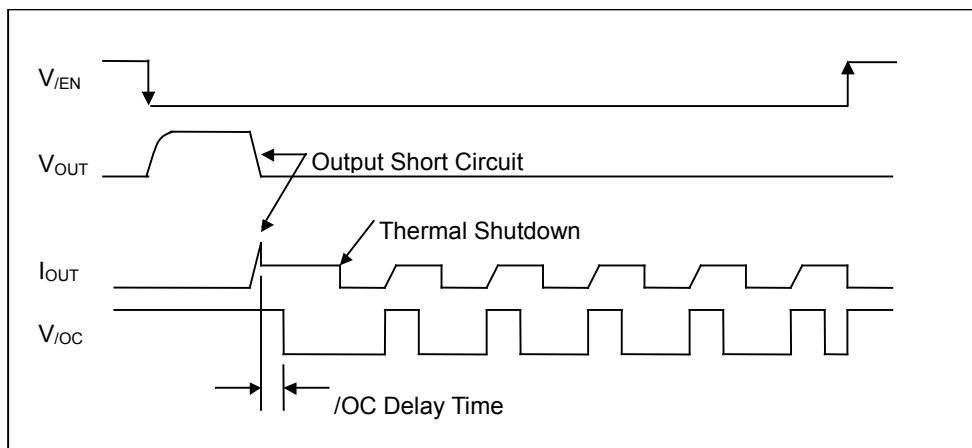 V/EN
VOUT
Output Short Circuit
Thermal Shutdown
IOUT
V/OC
/OC Delay Time